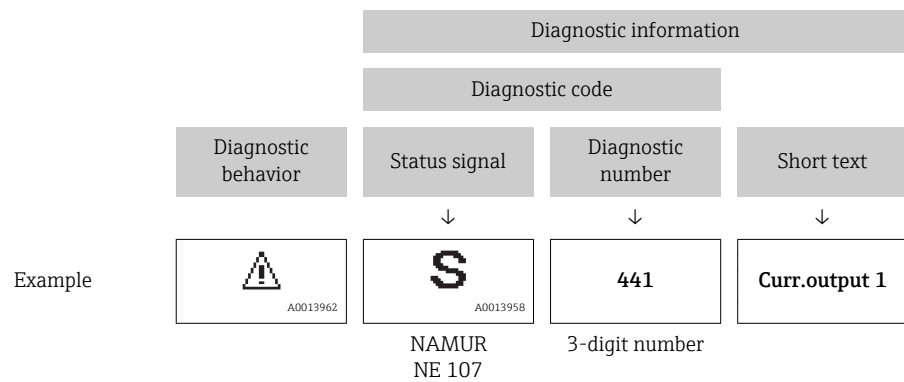 Diagnostic information
Diagnostic code
Diagnostic
behavior
Status signal
Diagnostic
number
Short text
↓
↓
↓
Example
A0013962
S
A0013958
441
Curr.output 1
NAMUR
NE 107
3-digit number